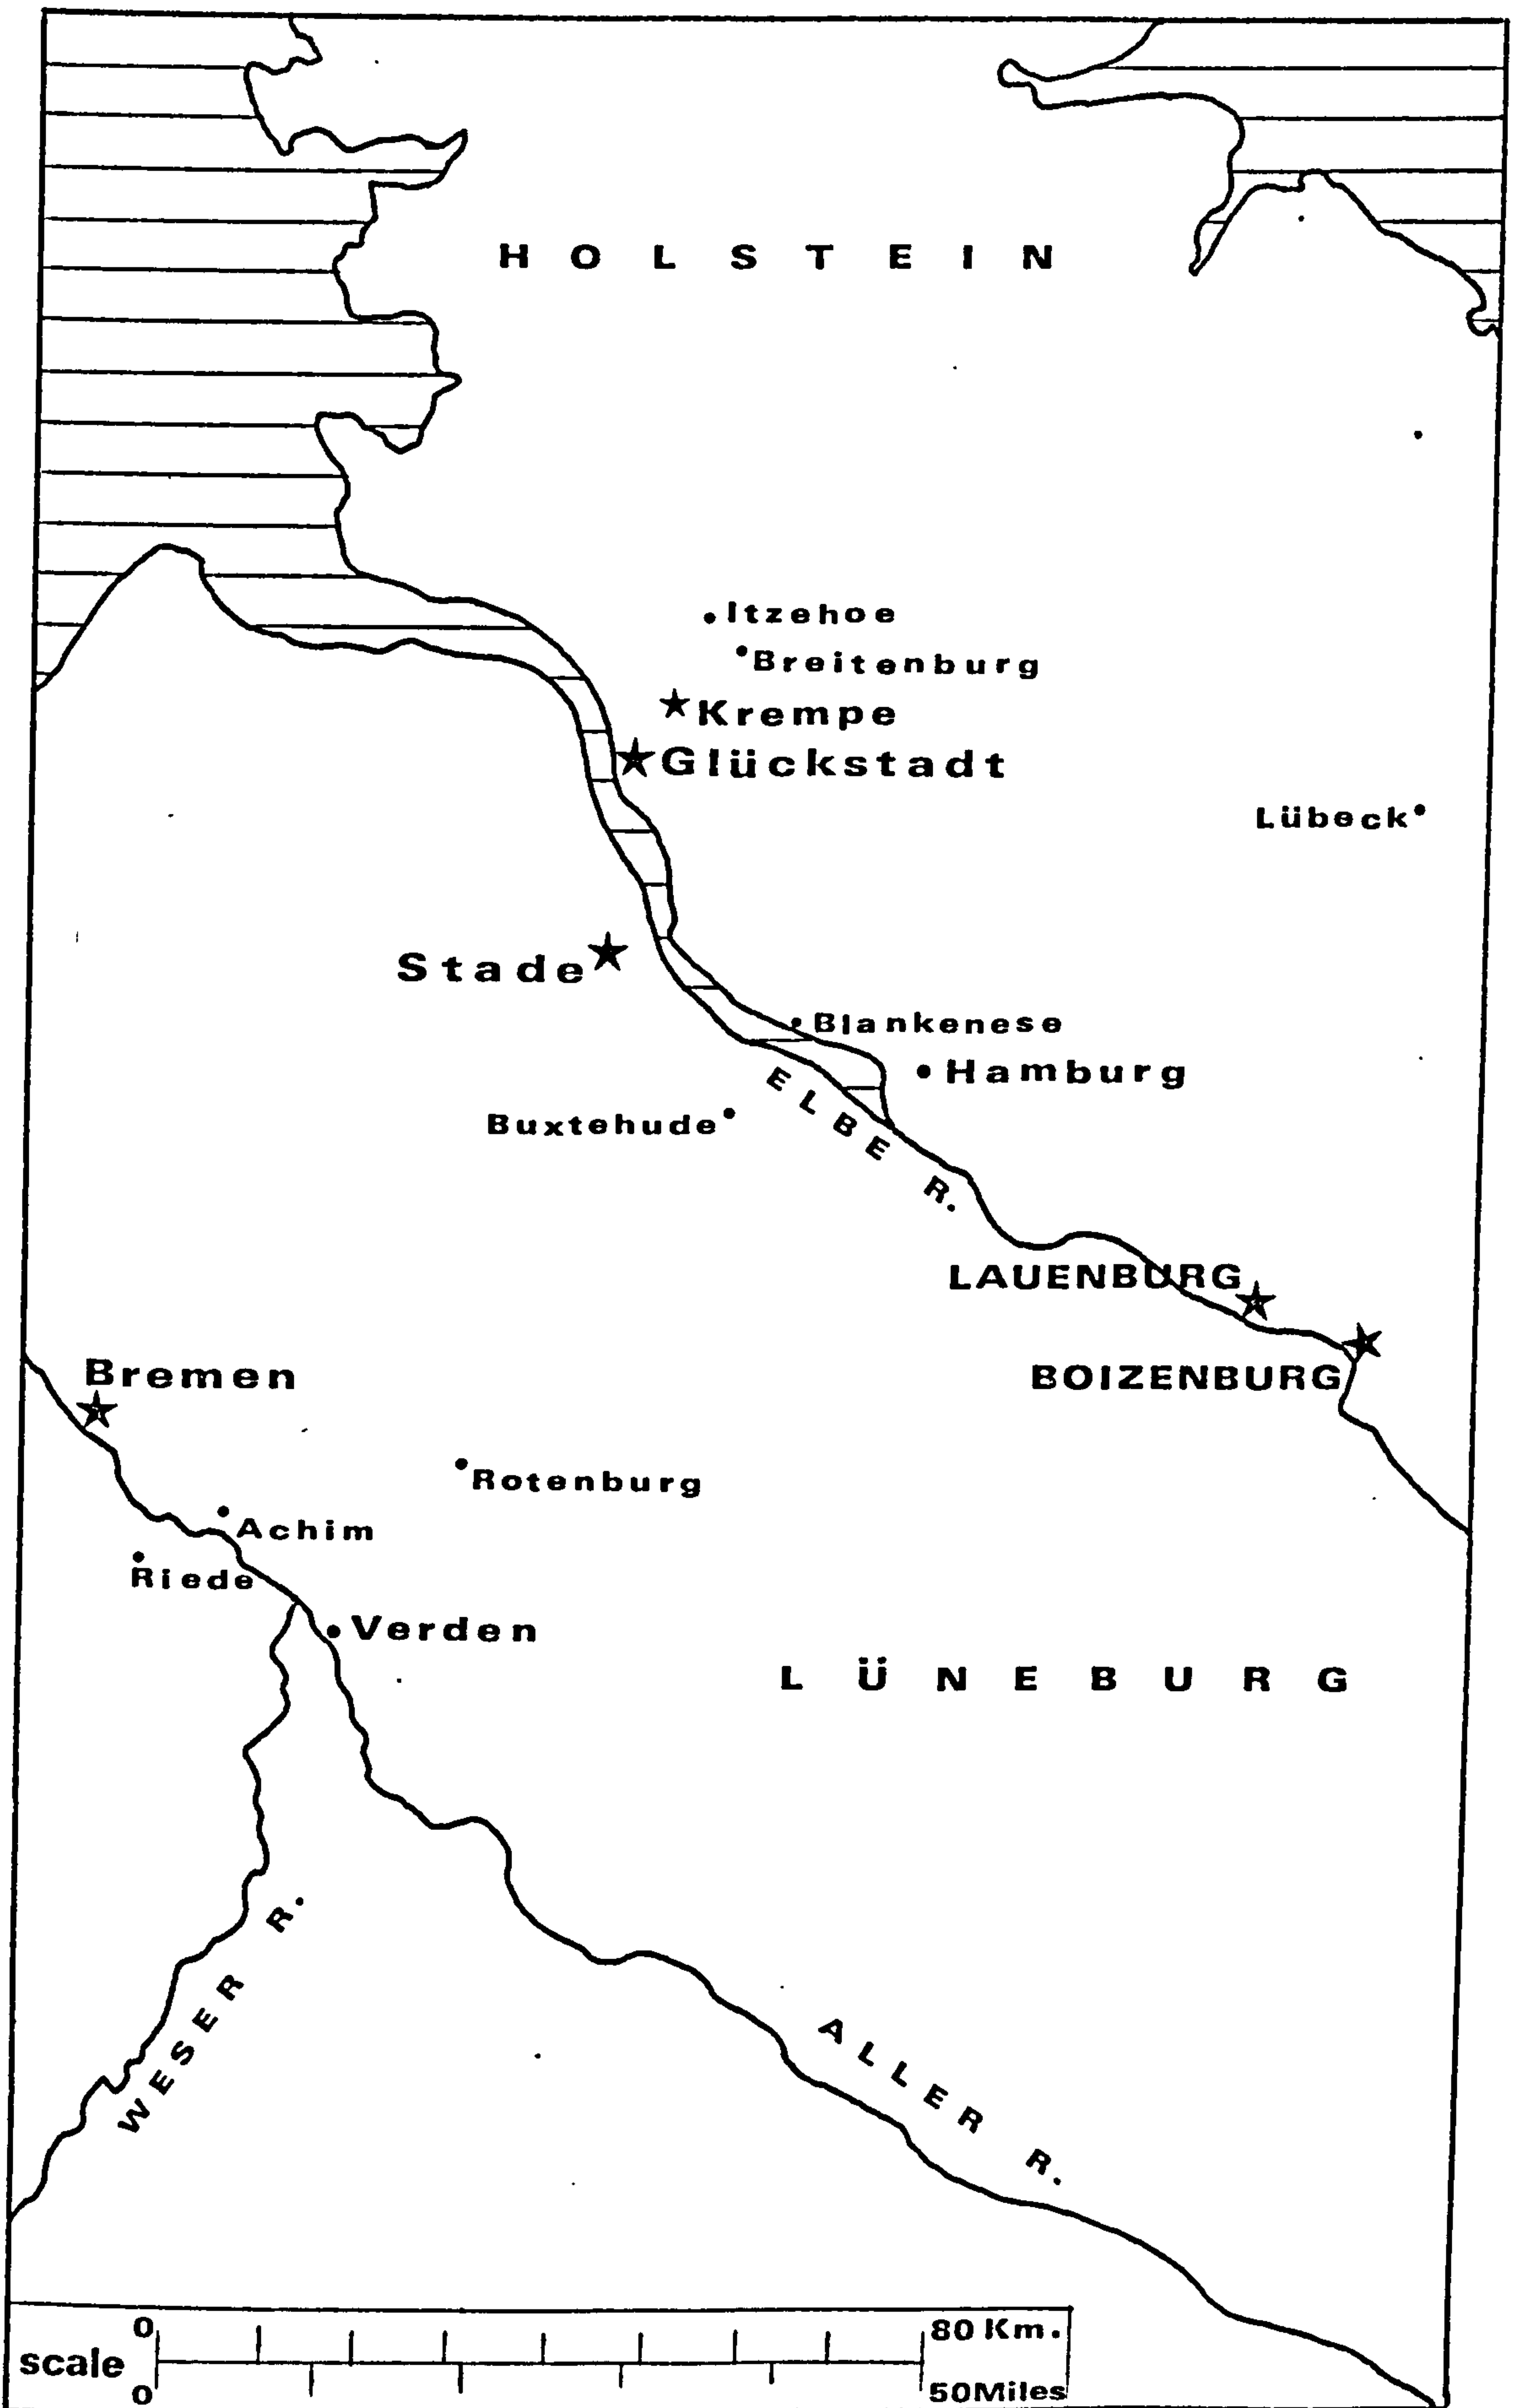 HOLSTEIN
Itzehoe
Breitenburg
Krempe
Glückstadt
Lübeck
Stade
Blankenese
Hamburg
ELBE R.
Buxtehude
LAUENBURG
BOIZENBURG
Bremen
Rotenburg
Achim
Riede
Verden
LÜNEBURG
WESER R.
ALLER R.
0 80 Km.
scale
0 50Miles